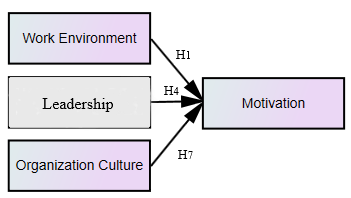 Work Environment
H1
Leadership
H4
Motivation
Organization Culture
H7